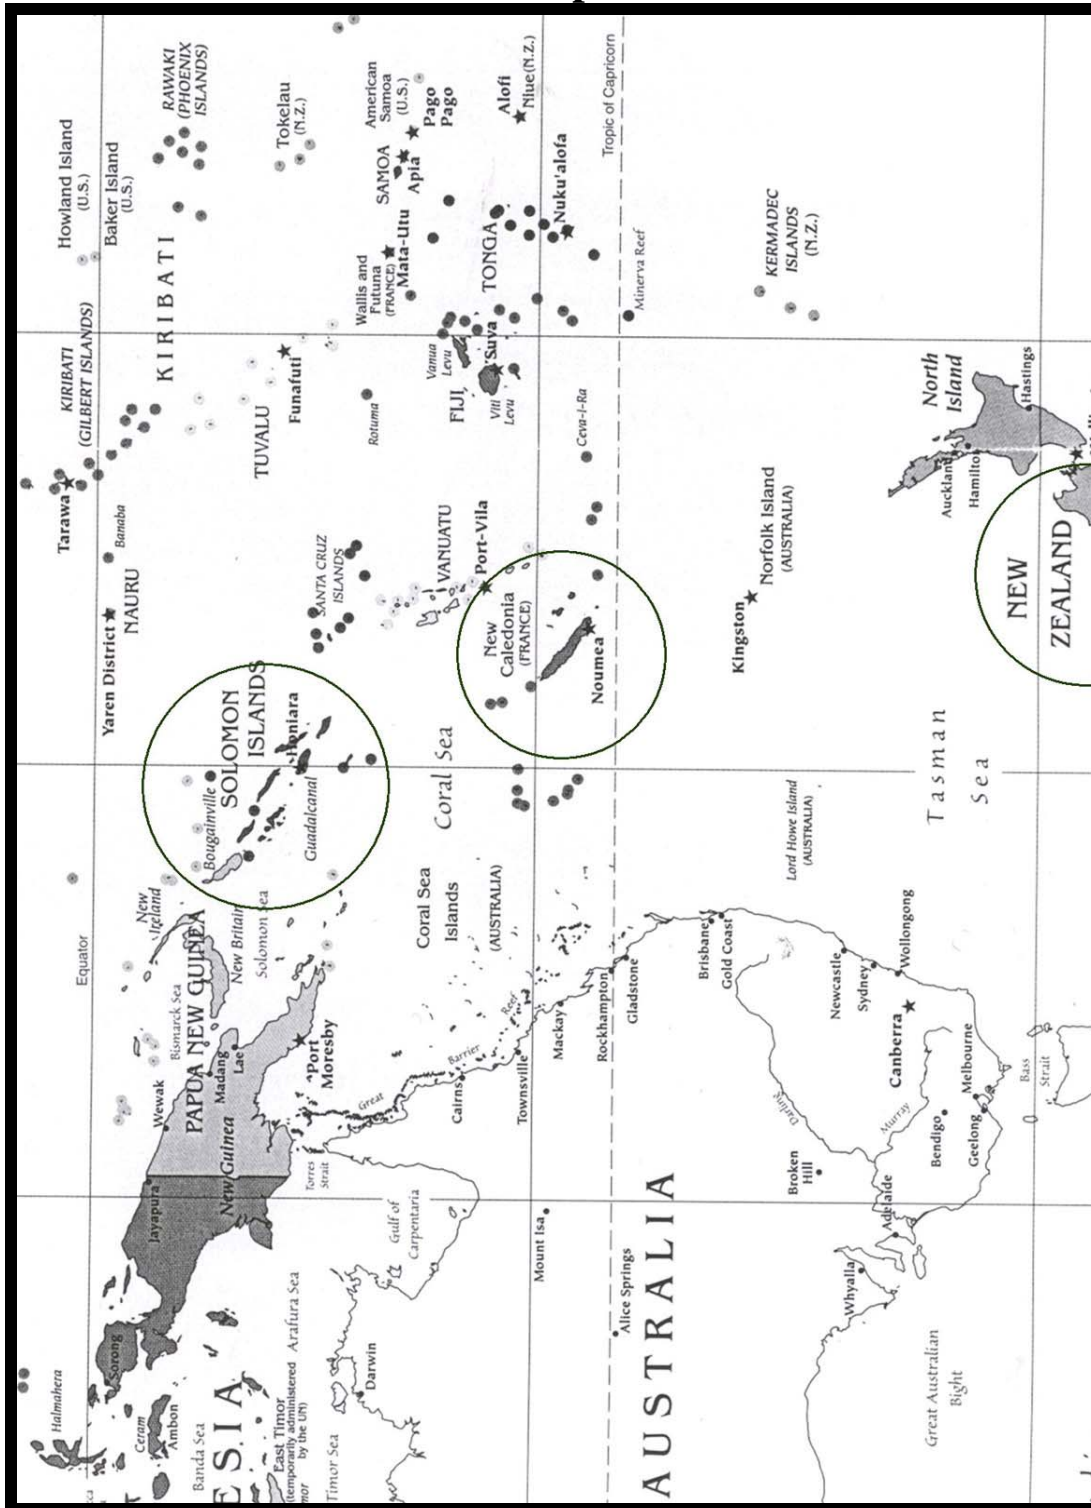 Howland Island
(U.S.)
Baker Island
(U.S.)
RAWAKI
(PHOENIX
ISLANDS)
Tokelau
(N.Z.)
American
Samoa
(U.S.)
Pago
Pago
Alofi
Niue (N.Z.)
Tropic of Capricorn
KIRIBATI
SAMOA
Apia
Nuku'alofa
Wallis and
Futuna
(FRANCE)
Mata-Utu
TONGA
Minerva Reef
KERMADEC
ISLANDS
(N.Z.)
KIRIBATI
(GILBERT ISLANDS)
Tarawa
TUVALU
Funafuti
Rotuma
Vanua
Levu
FIJI
Suva
Viti
Levu
Ceva-I-Ra
North
Island
Hastings
Auckland
Hamilton
Banaba
NAURU
Yaren District
SANTA CRUZ
ISLANDS
VANUATU
Port-Vila
New
Caledonia
(FRANCE)
Noumea
Norfolk Island
(AUSTRALIA)
Kingston
NEW
ZEALAND
SOLOMON
ISLANDS
Honiara
Bougainville
Guadalcanal
Coral Sea
Tasman
Sea
Lord Howe Island
(AUSTRALIA)
Equator
New
Ireland
New Britain
Solomon Sea
Bismarck Sea
PAPUA NEW GUINEA
Coral Sea
Islands
(AUSTRALIA)
Wewak
Madang
Lae
Port
Moresby
New Guinea
Jayapura
Torres
Strait
Great
Barrier
Reef
Cairns
Townsville
Mackay
Rockhampton
Gladstone
Brisbane
Gold Coast
Newcastle
Sydney
Wollongong
Canberra
Melbourne
Bass
Strait
Darling
Murray
Bendigo
Geelong
Broken
Hill
Adelaide
Whyalla
Gulf of
Carpentaria
Mount Isa
Alice Springs
AUSTRALIA
Great Australian
Bight
Sorong
Halmahera
Ceram
Ambon
Banda Sea
ESIA
Arafura Sea
East Timor
(temporarily administered
by the UN)
Timor Sea
Darwin